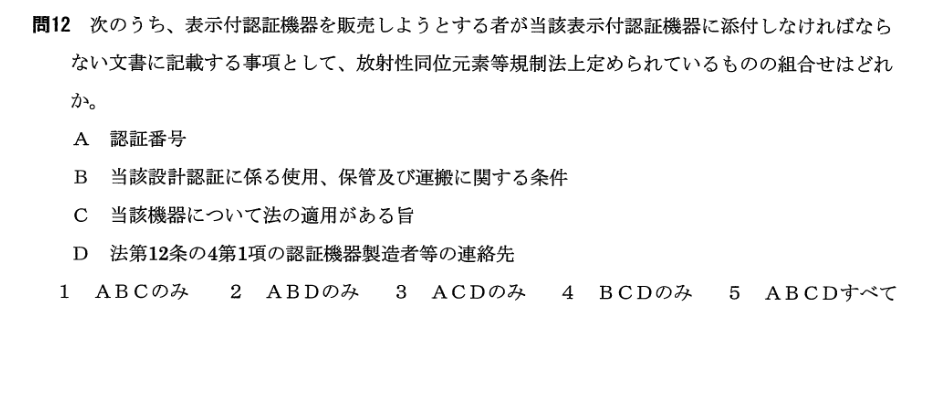 問12 次のうち、表示付認証機器を販売しようとする者が当該表示付認証機器に添付しなければなら
ない文書に記載する事項として、放射性同位元素等規制法上定められているものの組合せはどれ
か。
A 認証番号
B 当該設計認証に係る使用、保管及び運搬に関する条件
C 当該機器について法の適用がある旨
D 法第12条の4第1項の認証機器製造者等の連絡先
1 ABCのみ 2 ABDのみ 3 ACDのみ 4 BCDのみ 5 ABCDすべて